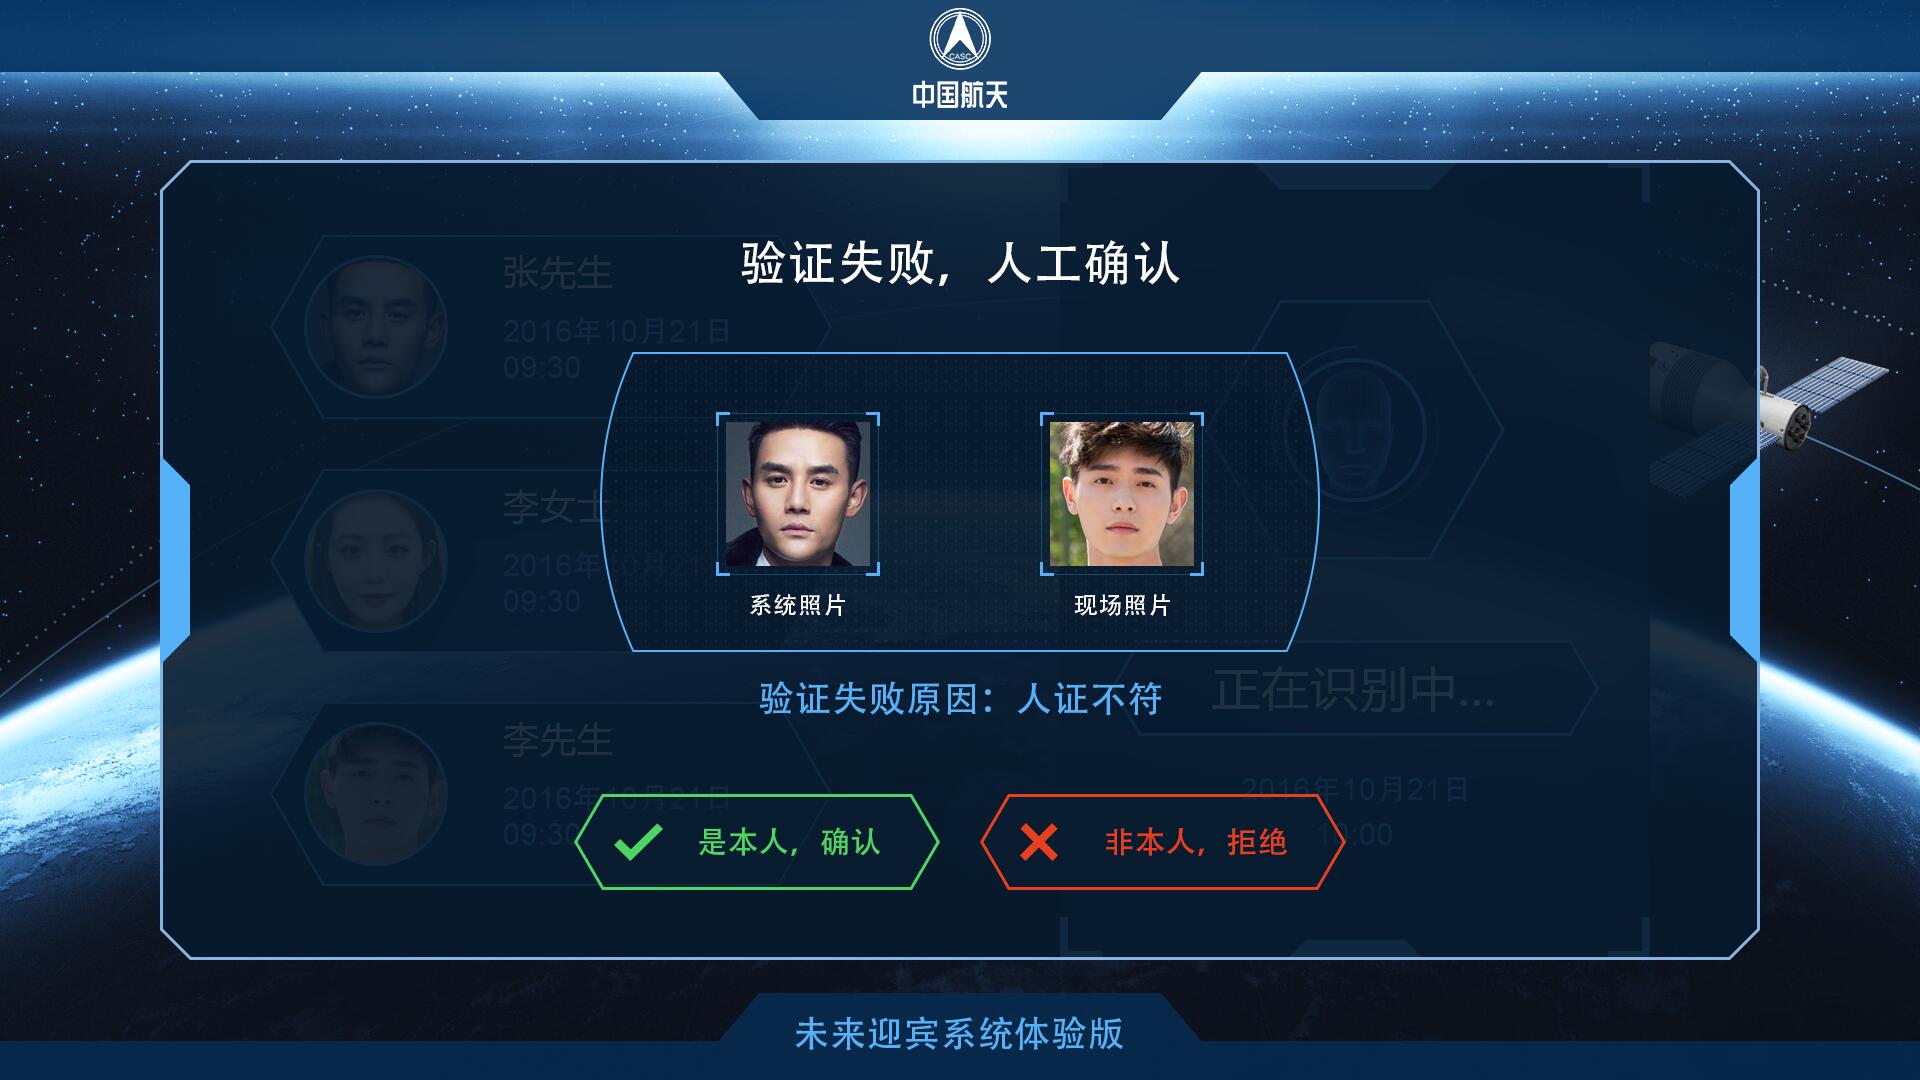 CASC
中国航天
验证失败，人工确认
张先生
2016年10月21日
09:30
李女士
2016年10月21
09:30
系统照片
现场照片
验证失败原因：人证不符
正在识别中...
李先生
2016年10月21日
09:30
2016年10月21日
:00
是本人，确认
非本人，拒绝
未来迎宾系统体验版